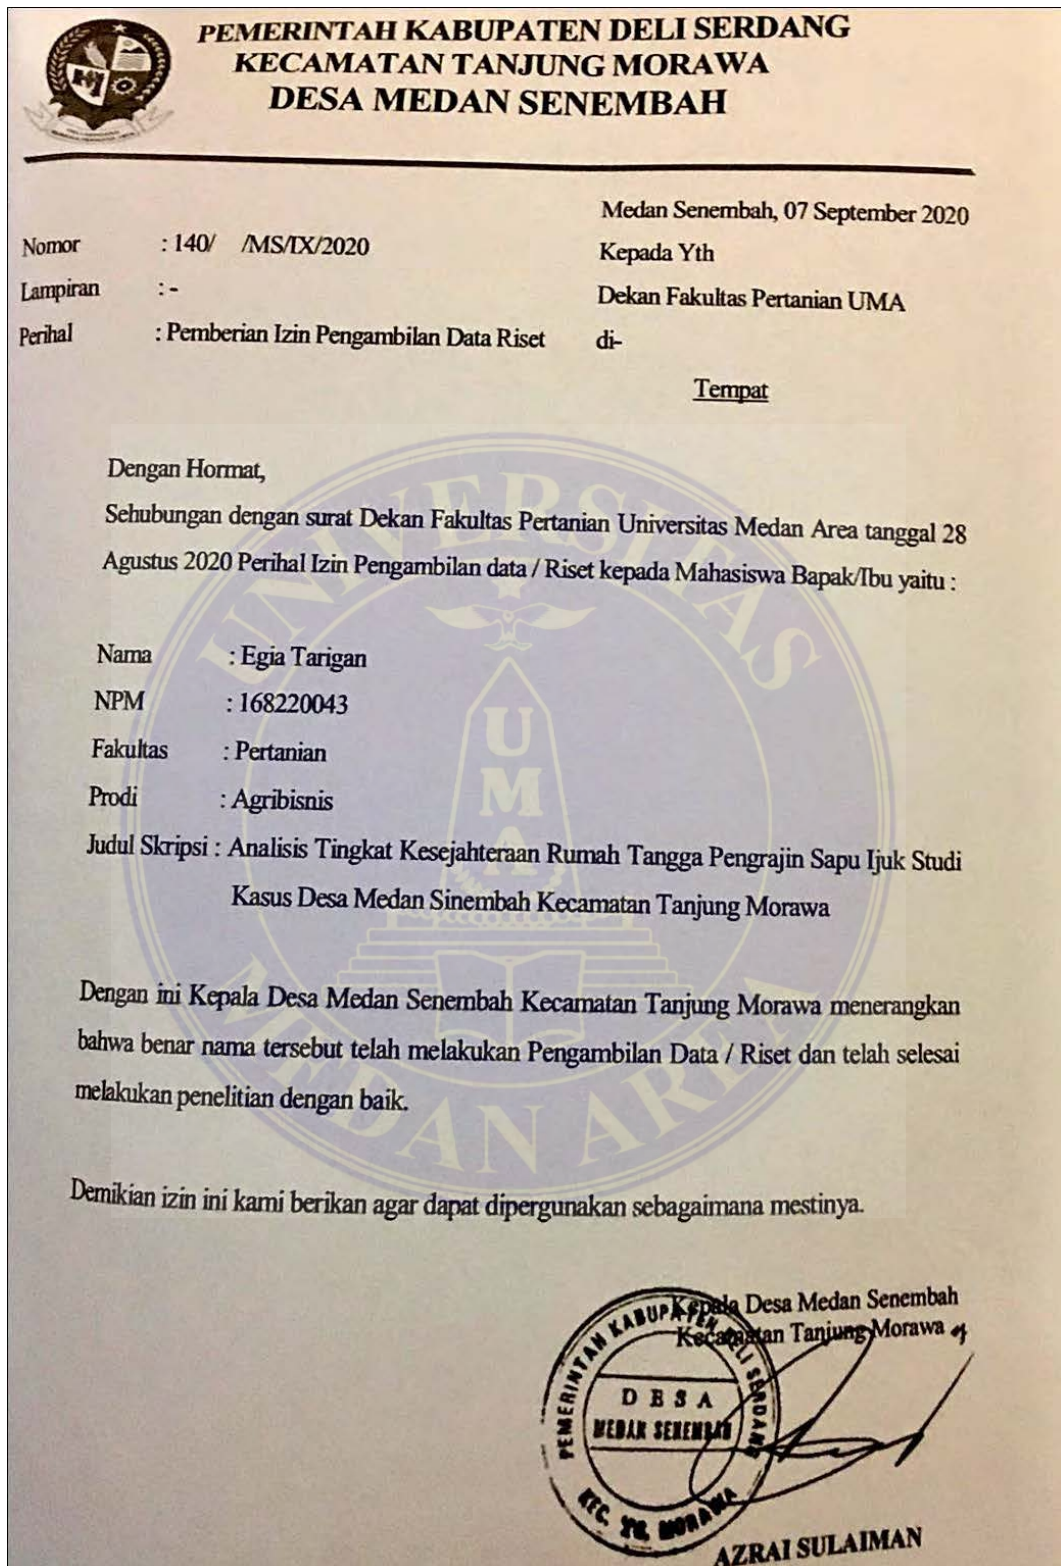 PEMERINTAH KABUPATEN DELI SERDANG
KECAMATAN TANJUNG MORAWA
DESA MEDAN SENEMBAH
Medan Senembah, 07 September 2020
Nomor : 140/ /MS/IX/2020
Kepada Yth
Lampiran : -
Dekan Fakultas Pertanian UMA
Perihal : Pemberian Izin Pengambilan Data Riset
di-
Tempat
Dengan Hormat,
Sehubungan dengan surat Dekan Fakultas Pertanian Universitas Medan Area tanggal 28
Agustus 2020 Perihal Izin Pengambilan data / Riset kepada Mahasiswa Bapak/Ibu yaitu :
Nama : Egia Tarigan
NPM : 168220043
Fakultas : Pertanian
Prodi : Agribisnis
Judul Skripsi : Analisis Tingkat Kesejahteraan Rumah Tangga Pengrajin Sapu Ijuk Studi
Kasus Desa Medan Sinembah Kecamatan Tanjung Morawa
Dengan ini Kepala Desa Medan Senembah Kecamatan Tanjung Morawa menerangkan
bahwa benar nama tersebut telah melakukan Pengambilan Data / Riset dan telah selesai
melakukan penelitian dengan baik.
Demikian izin ini kami berikan agar dapat dipergunakan sebagaimana mestinya.
Kepala Desa Medan Senembah
Kecamatan Tanjung Morawa
PEMERINTAH KABUPATEN DELI SERDANG
DESA
MEDAN SENEMBAH
KEC. TG. MORAWA
AZRAI SULAIMAN
UNIVERSITAS
MEDAN AREA
UMA